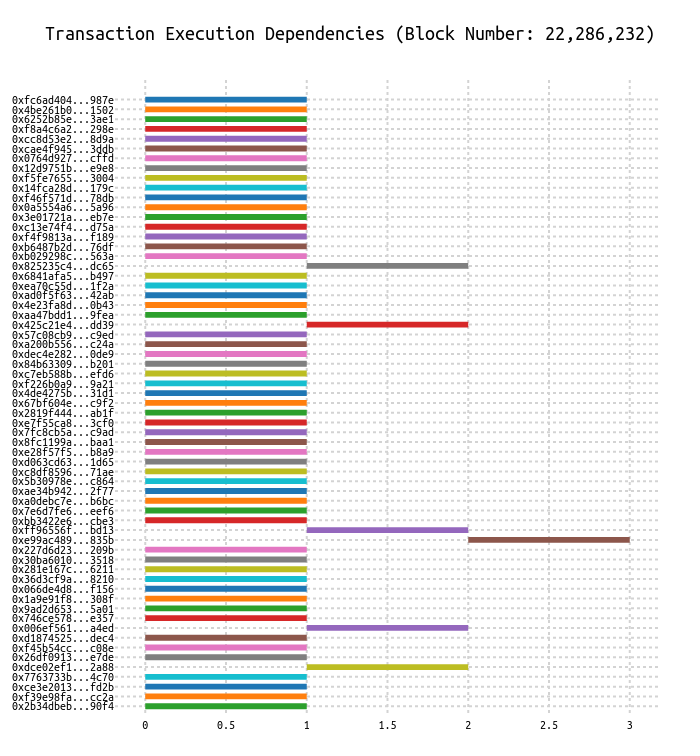 Transaction Execution Dependencies (Block Number: 22,286,232)
0xfc6ad404...987e
0x4be261b0...1502
0x6252b85e...3ae1
0xf8a4c6a2...298e
0xcc8d53e2...8d9a
0xcae4f945...3ddb
0x0764d927...cffd
0x12d9751b...e9e8
0xf5fe7655...3004
0x14fca28d...179c
0xf46f571d...78db
0x0a5554a6...5a96
0x3e01721a...eb7e
0xc13e74f4...d75a
0xf4f9813a...f189
0xb6487b2d...76df
0xb029298c...563a
0x825235c4...dc65
0x6841afa5...b497
0xea70c55d...1f2a
0xad0f5f63...42ab
0x4e23fa8d...0b43
0xaa47bdd1...9fea
0x425c21e4...dd39
0x57c08cb9...c9ed
0xa200b556...c24a
0xdec4e282...0de9
0x84b63309...b201
0xc7eb588b...efd6
0xf226b0a9...9a21
0x4de4275b...31d1
0x67bf604e...c9f2
0x2819f444...ab1f
0xe7f55ca8...3cf0
0x7fc8cb5a...c9ad
0x8fc1199a...baa1
0xe28f57f5...b8a9
0xd063cd63...1d65
0xc8df8596...71ae
0x5b30978e...c864
0xae34b942...2f77
0xa0debc7e...b6bc
0x7e6d7fe6...eef6
0xbb3422e6...cbe3
0xff96556f...bd13
0xe99ac489...835b
0x227d6d23...209b
0x30ba6010...3518
0x281e167c...6211
0x36d3cf9a...8210
0x066de4d8...f156
0x1a9e91f8...308f
0x9ad2d653...5a01
0x746ce578...e357
0x006ef561...a4ed
0xd1874525...dec4
0xf45b54cc...c08e
0x26df0913...e7de
0xdce02ef1...2a88
0x7763733b...4c70
0xce3e2013...fd2b
0xf39e98fa...cc2a
0x2b34dbeb...90f4
0 0.5 1 1.5 2 2.5 3